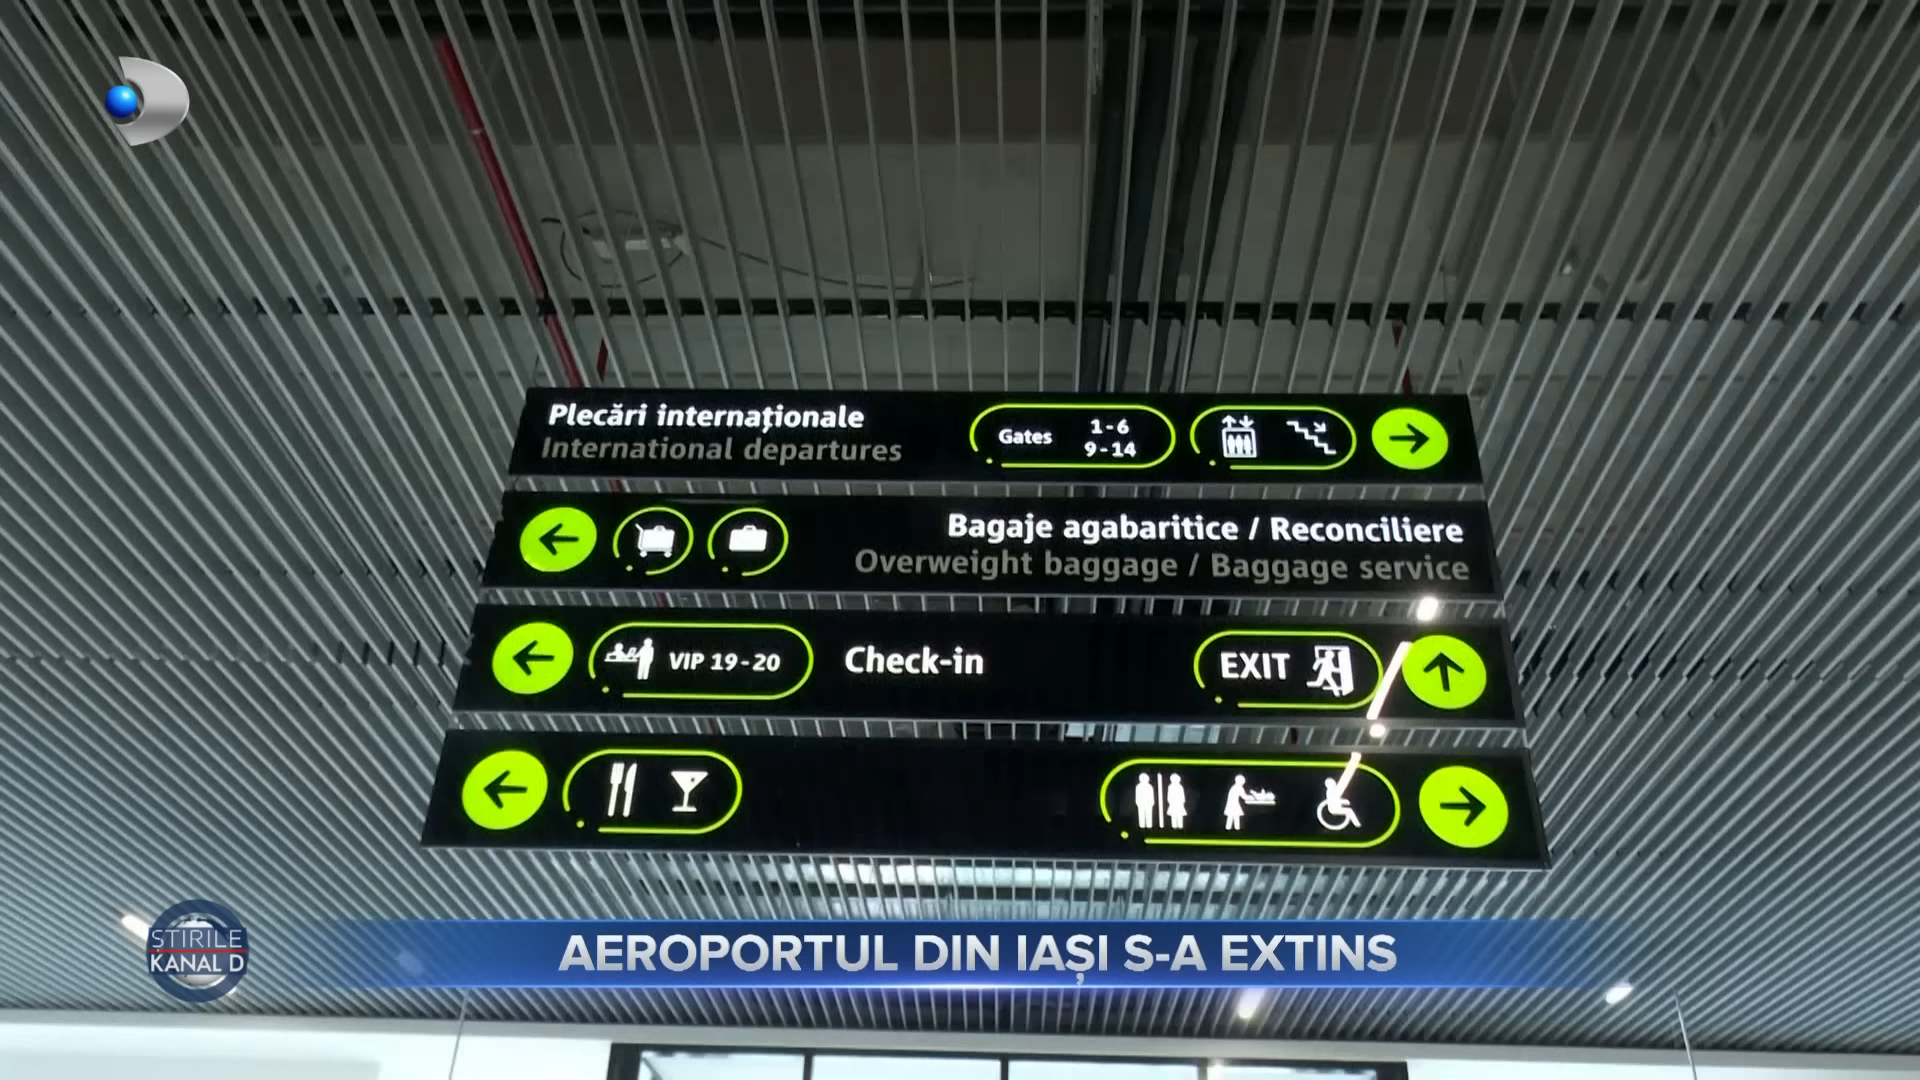 Plecări internaționale
International departures
Gates 1-6
9-14
Bagaje agabaritice / Reconciliere
Overweight baggage / Baggage service
VIP 19-20
Check-in
EXIT
ȘTIRILE
KANAL D
AEROPORTUL DIN IAȘI S-A EXTINS